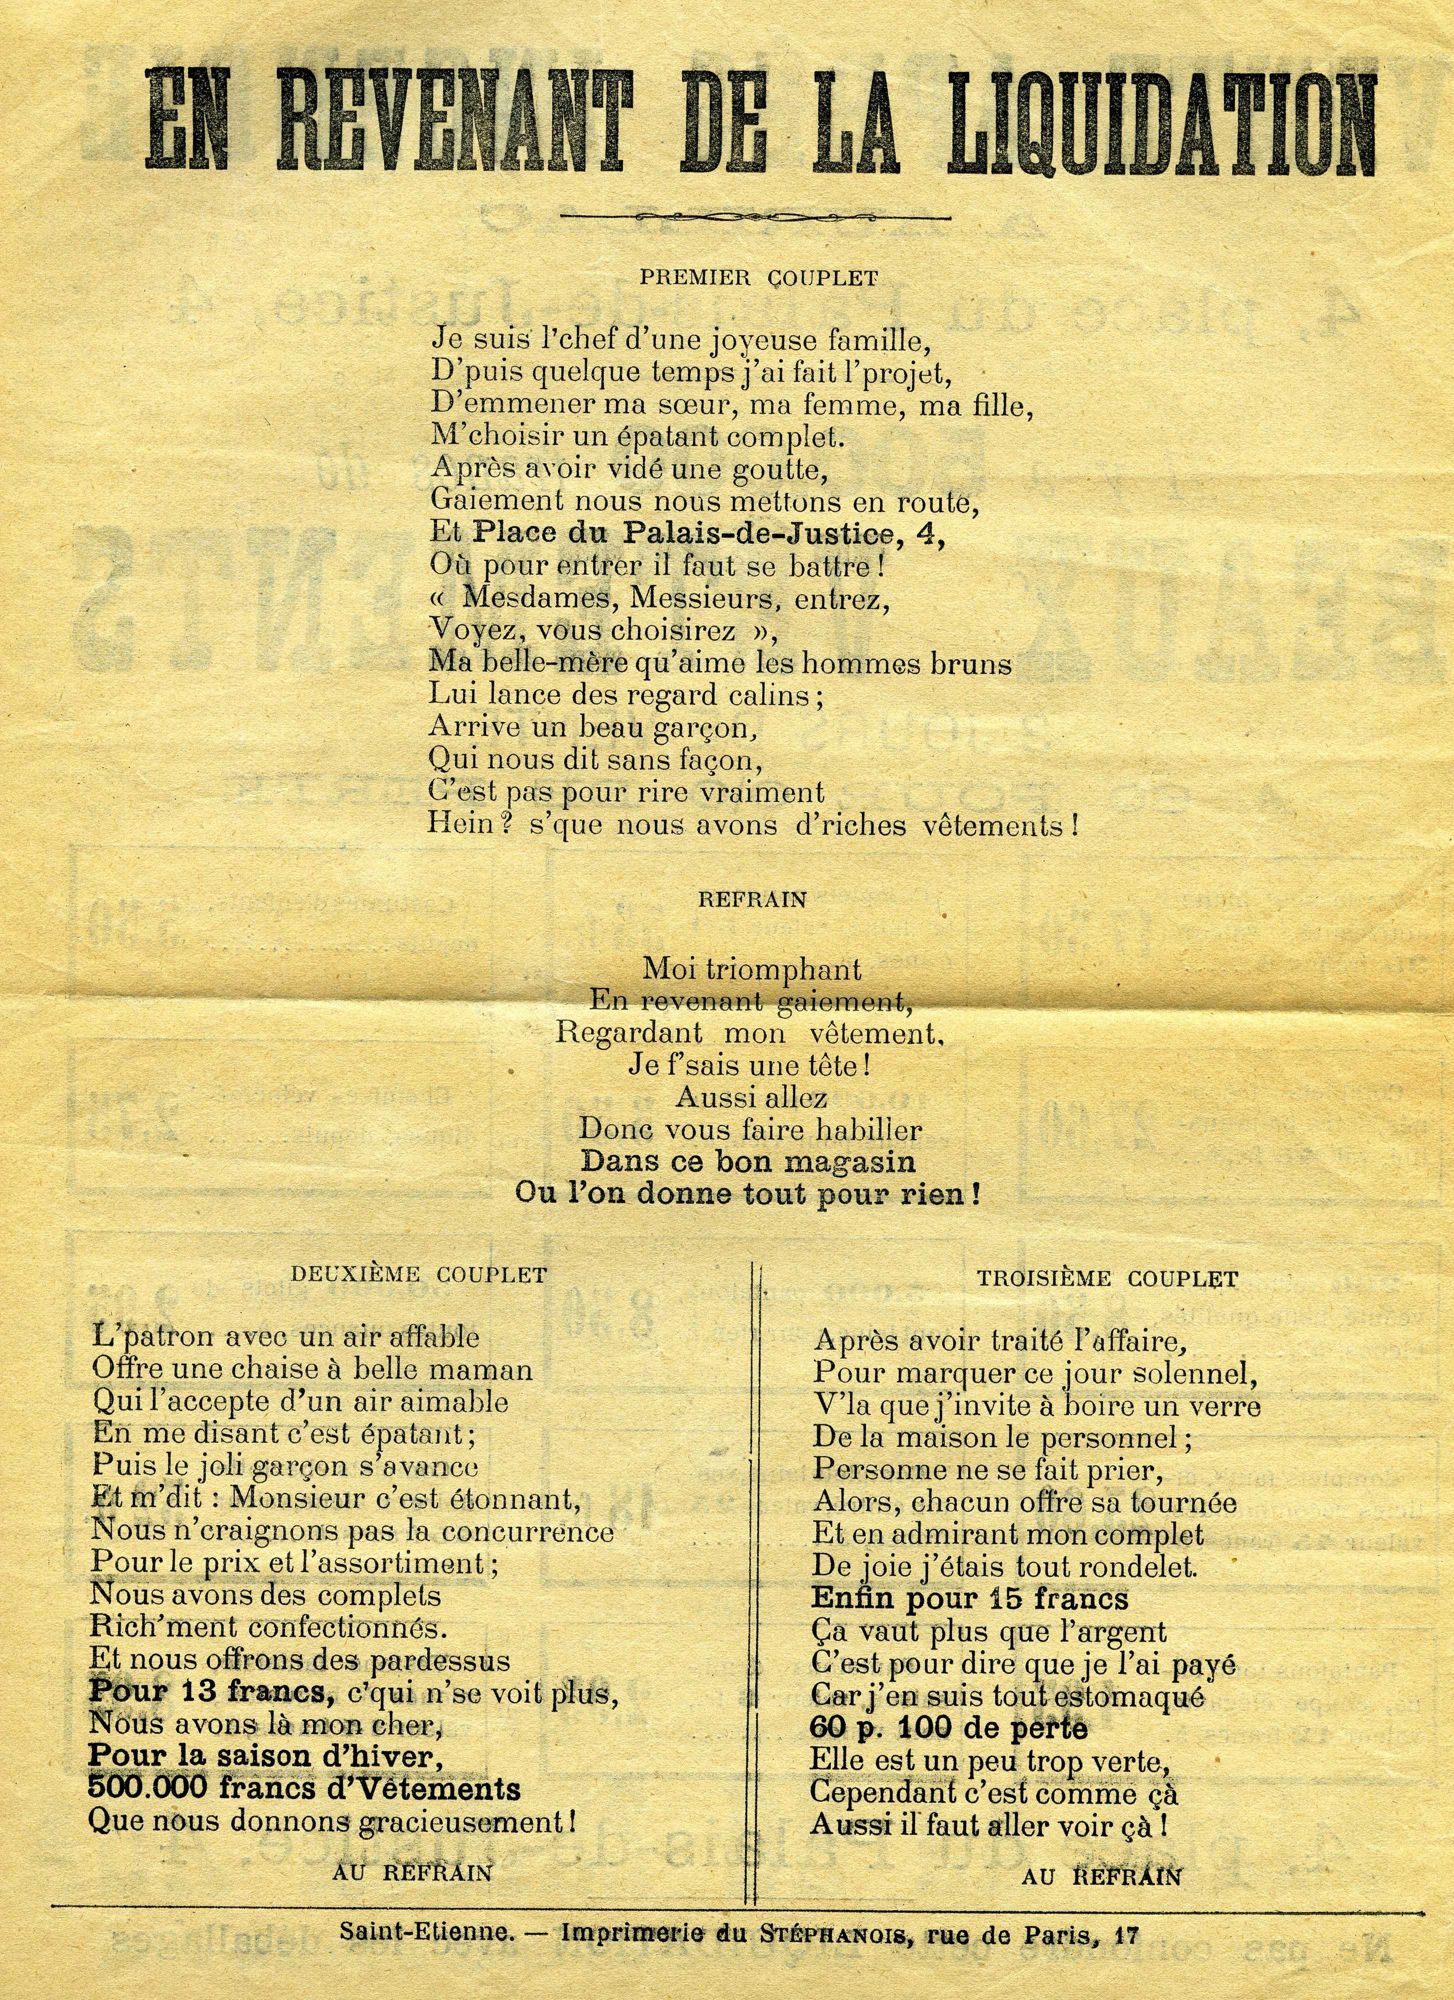 EN REVENANT DE LA LIQUIDATION
PREMIER COUPLET
Je suis l'chef d'une joyeuse famille,
D'puis quelque temps j'ai fait l'projet,
D'emmener ma sœur, ma femme, ma fille,
M'choisir un épatant complet.
Après avoir vidé une goutte,
Gaiement nous nous mettons en route,
Et Place du Palais-de-Justice, 4,
Où pour entrer il faut se battre !
« Mesdames, Messieurs, entrez,
Voyez, vous choisirez »,
Ma belle-mère qu'aime les hommes bruns
Lui lance des regard calins ;
Arrive un beau garçon,
Qui nous dit sans façon,
C'est pas pour rire vraiment
Hein ? s'que nous avons d'riches vêtements !
REFRAIN
Moi triomphant
En revenant gaiement,
Regardant mon vêtement,
Je f'sais une tête !
Aussi allez
Donc vous faire habiller
Dans ce bon magasin
Ou l'on donne tout pour rien !
DEUXIÈME COUPLET
L'patron avec un air affable
Offre une chaise à belle maman
Qui l'accepte d'un air aimable
En me disant c'est épatant ;
Puis le joli garçon s'avance
Et m'dit : Monsieur c'est étonnant,
Nous n'craignons pas la concurrence
Pour le prix et l'assortiment ;
Nous avons des complets
Rich'ment confectionnés.
Et nous offrons des pardessus
Pour 13 francs, c'qui n'se voit plus,
Nous avons là mon cher,
Pour la saison d'hiver,
500.000 francs d'Vêtements
Que nous donnons gracieusement !
AU REFRAIN
TROISIÈME COUPLET
Après avoir traité l'affaire,
Pour marquer ce jour solennel,
V'la que j'invite à boire un verre
De la maison le personnel ;
Personne ne se fait prier,
Alors, chacun offre sa tournée
Et en admirant mon complet
De joie j'étais tout rondelet.
Enfin pour 15 francs
Ça vaut plus que l'argent
C'est pour dire que je l'ai payé
Car j'en suis tout estomaqué
60 p. 100 de perte
Elle est un peu trop verte,
Cependant c'est comme çà
Aussi il faut aller voir çà !
AU REFRAIN
Saint-Etienne. — Imprimerie du STÉPHANOIS, rue de Paris, 17